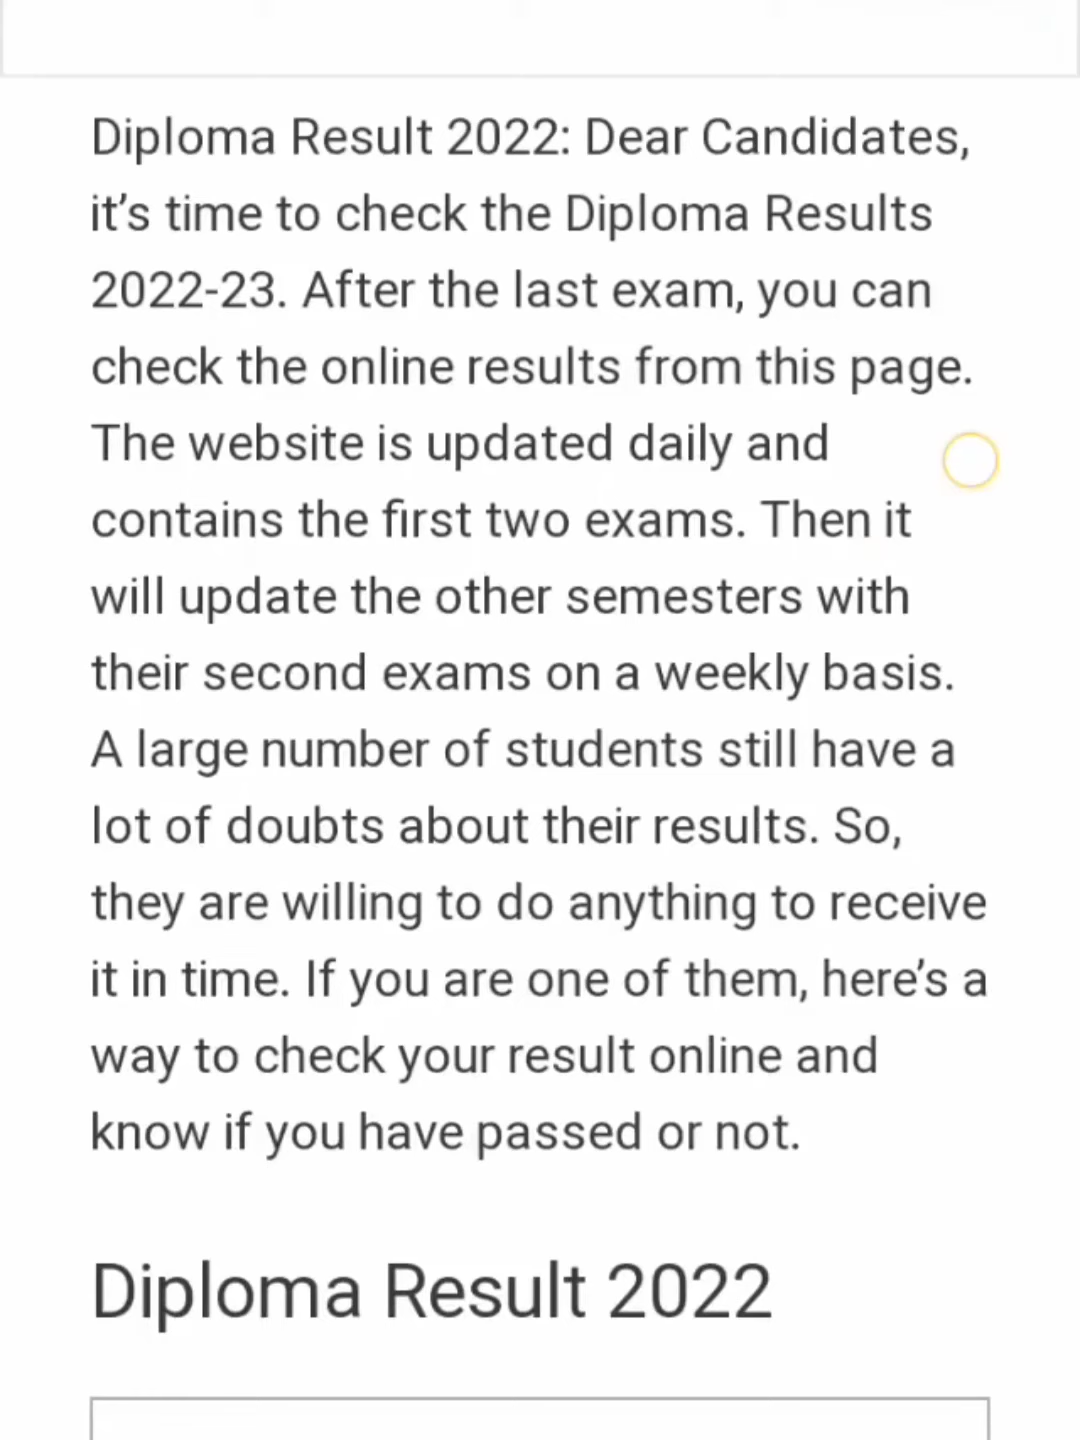 Diploma Result 2022: Dear Candidates,
it’s time to check the Diploma Results
2022-23. After the last exam, you can
check the online results from this page.
The website is updated daily and
contains the first two exams. Then it
will update the other semesters with
their second exams on a weekly basis.
A large number of students still have a
lot of doubts about their results. So,
they are willing to do anything to receive
it in time. If you are one of them, here’s a
way to check your result online and
know if you have passed or not.
Diploma Result 2022